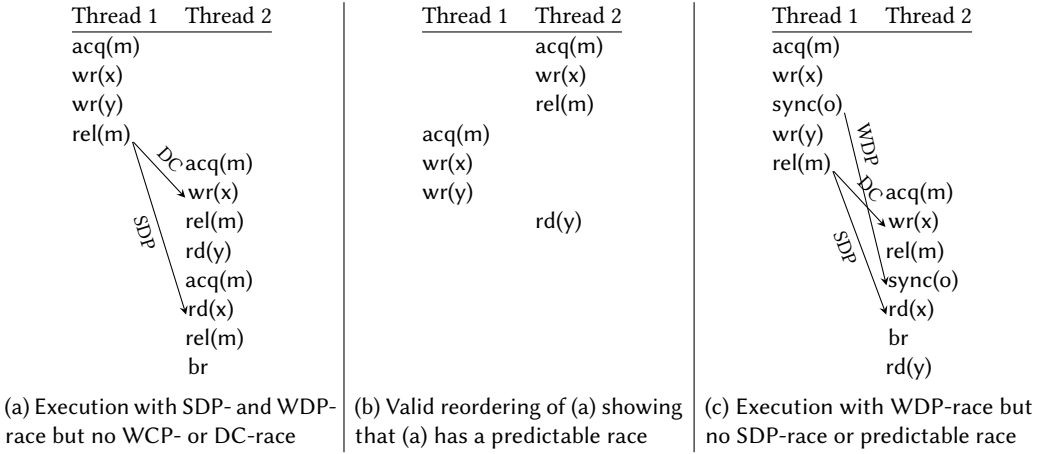 Thread 1 Thread 2
acq(m)
wr(x)
wr(y)
rel(m)
DC
acq(m)
wr(x)
SDP
rel(m)
rd(y)
acq(m)
rd(x)
rel(m)
br
(a) Execution with SDP- and WDP-
race but no WCP- or DC-race
Thread 1 Thread 2
acq(m)
wr(x)
rel(m)
acq(m)
wr(x)
wr(y)
rd(y)
(b) Valid reordering of (a) showing
that (a) has a predictable race
Thread 1 Thread 2
acq(m)
wr(x)
sync(o)
WDP
wr(y)
rel(m)
DC
acq(m)
wr(x)
SDP
rel(m)
sync(o)
rd(x)
br
rd(y)
(c) Execution with WDP-race but
no SDP-race or predictable race